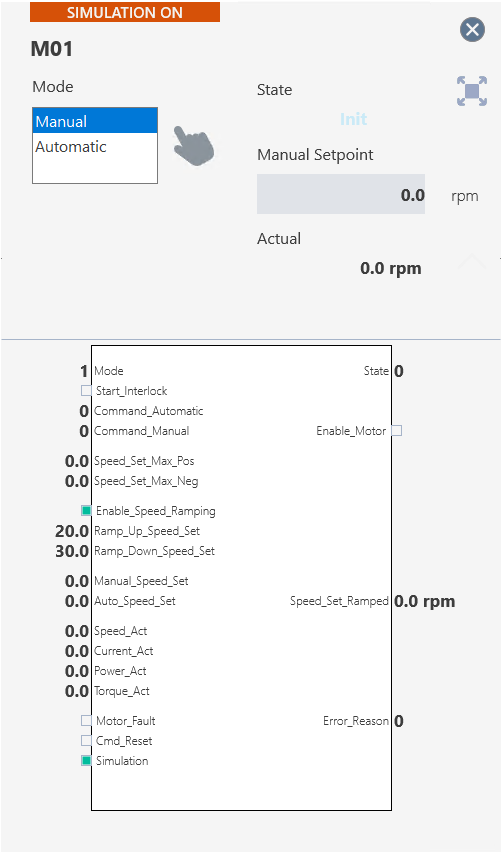 SIMULATION ON
M01
Mode
State
Manual
Automatic
Init
Manual Setpoint
0.0 rpm
Actual
0.0 rpm
1 Mode State 0
Start_Interlock
0 Command_Automatic
0 Command_Manual Enable_Motor
0.0 Speed_Set_Max_Pos
0.0 Speed_Set_Max_Neg
Enable_Speed_Ramping
20.0 Ramp_Up_Speed_Set
30.0 Ramp_Down_Speed_Set
0.0 Manual_Speed_Set
0.0 Auto_Speed_Set Speed_Set_Ramped 0.0 rpm
0.0 Speed_Act
0.0 Current_Act
0.0 Power_Act
0.0 Torque_Act
Motor_Fault Error_Reason 0
Cmd_Reset
Simulation